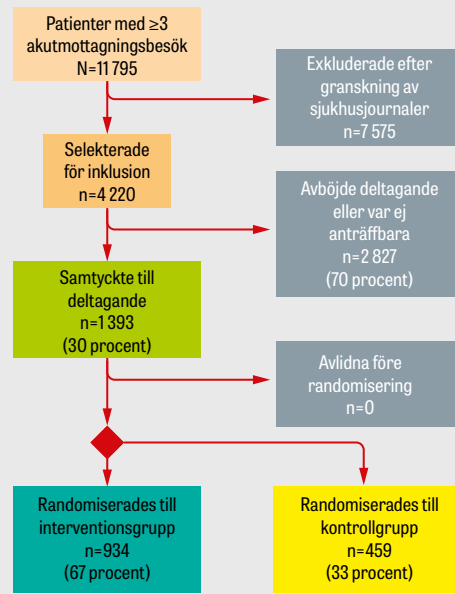 Patienter med ≥3
akutmottagningsbesök
N=11 795
Exkluderade efter
granskning av
sjukhusjournaler
n=7 575
Selekterade
för inklusion
n=4 220
Avböjde deltagande
eller var ej
anträffbara
n=2 827
(70 procent)
Samtyckte till
deltagande
n=1 393
(30 procent)
Avlidna före
randomisering
n=0
Randomiserades till
interventionsgrupp
n=934
(67 procent)
Randomiserades till
kontrollgrupp
n=459
(33 procent)